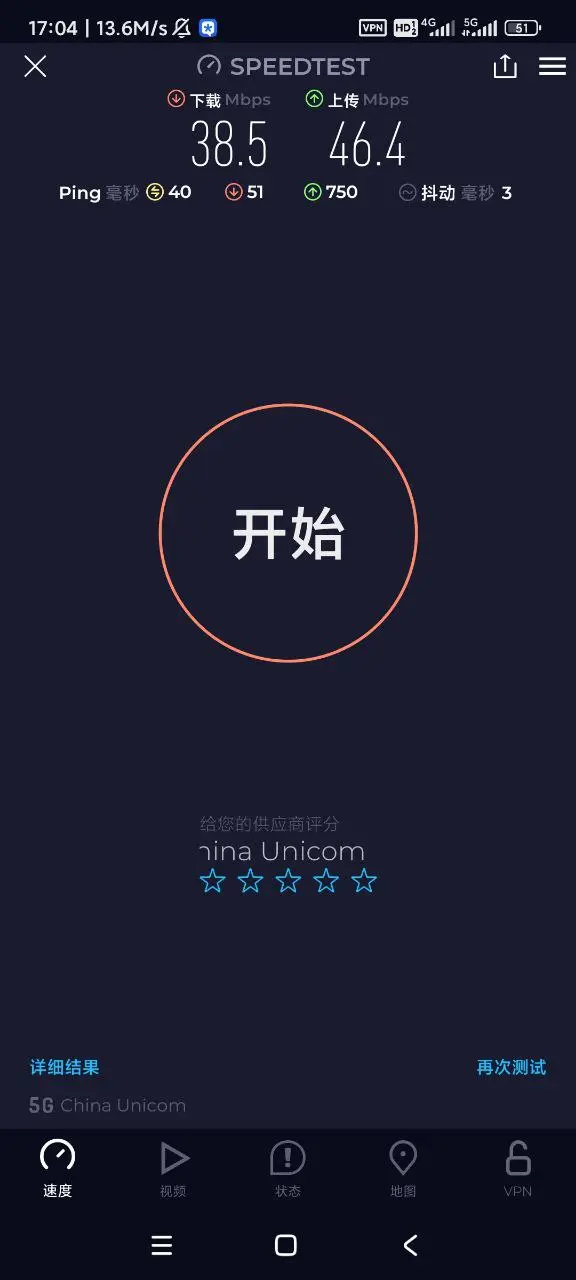 17:04 | 13.6M/s VPN HD 4G 5G 51
SPEEDTEST
下载 Mbps 上传 Mbps
38.5 46.4
Ping 毫秒 40 51 750 抖动 毫秒 3
开始
给您的供应商评分
hina Unicom
详细结果 再次测试
5G China Unicom
速度 视频 状态 地图 VPN